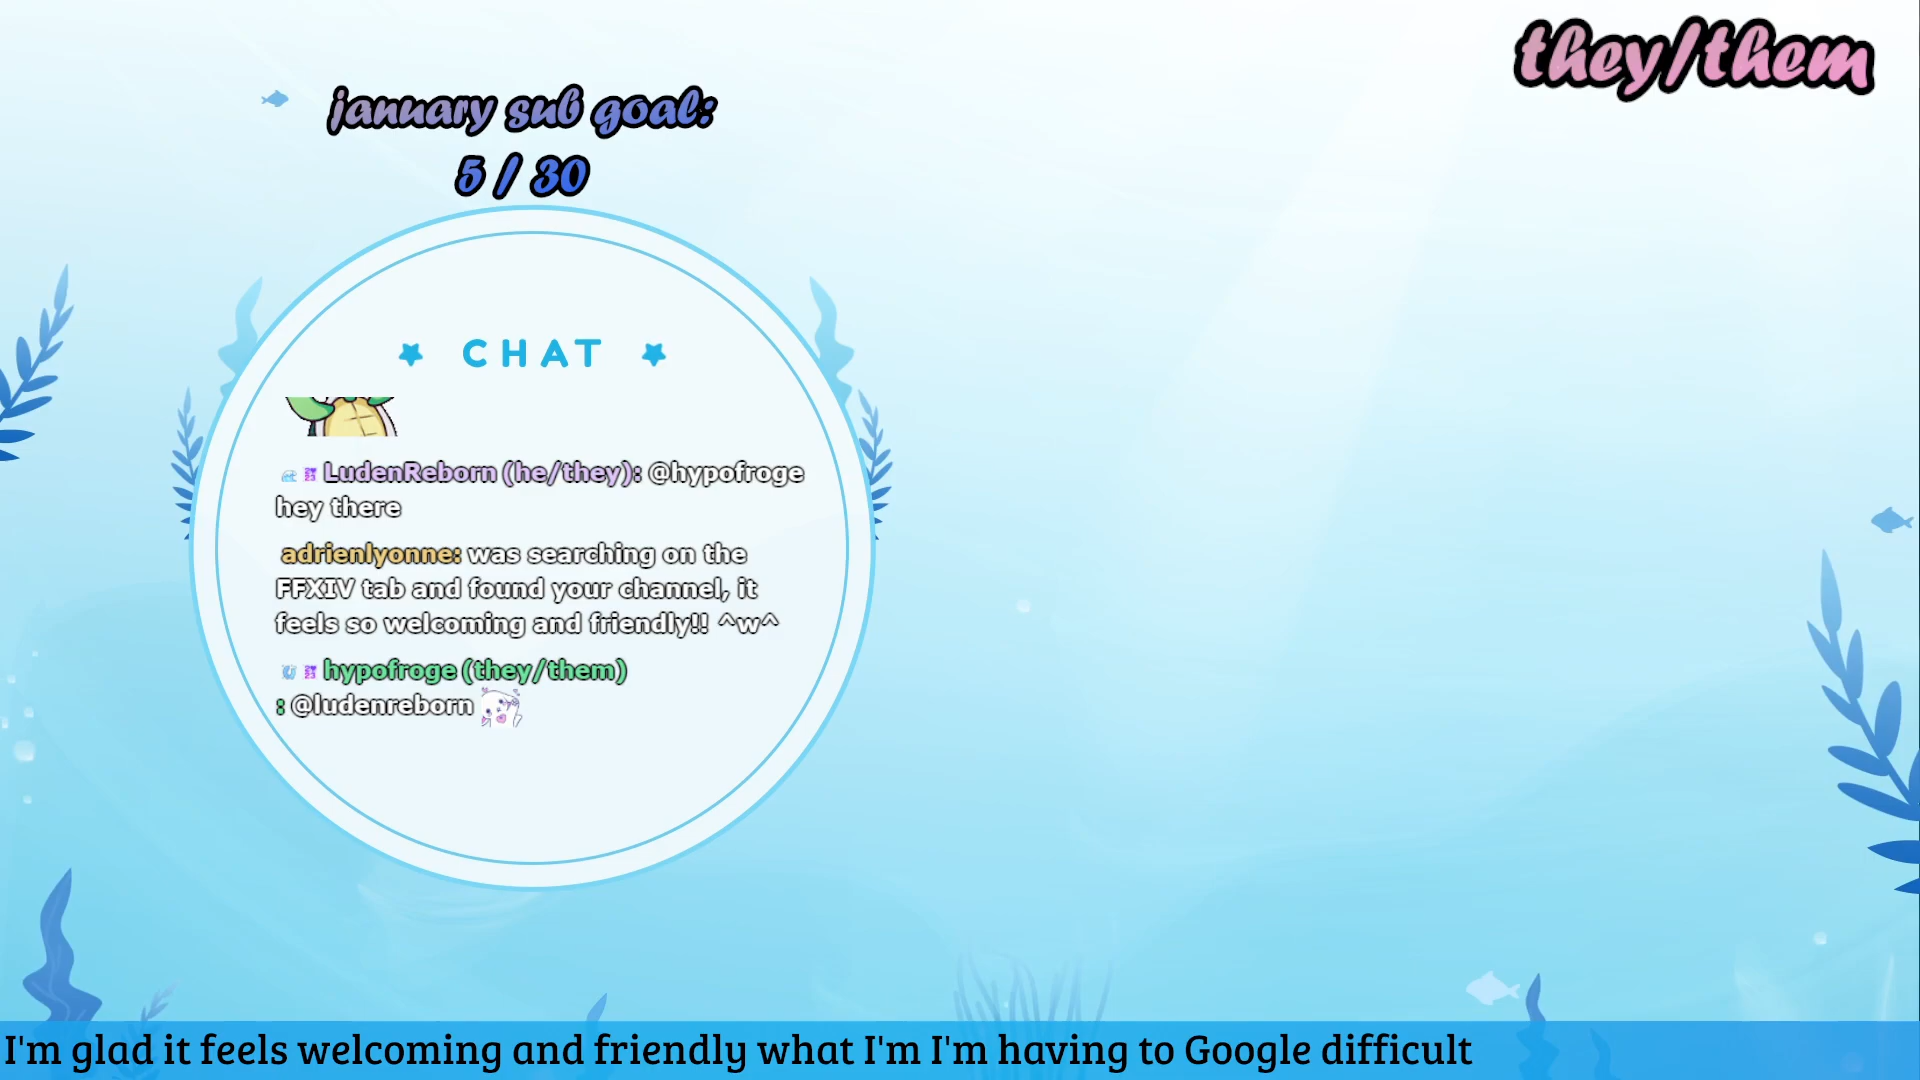 they/them
january sub goal:
5 / 30
CHAT
LudenReborn (he/they): @hypofroge
hey there
adrienlyonne: was searching on the
FFXIV tab and found your channel, it
feels so welcoming and friendly!! ^w^
hypofroge (they/them)
: @ludenreborn
I'm glad it feels welcoming and friendly what I'm I'm having to Google difficult